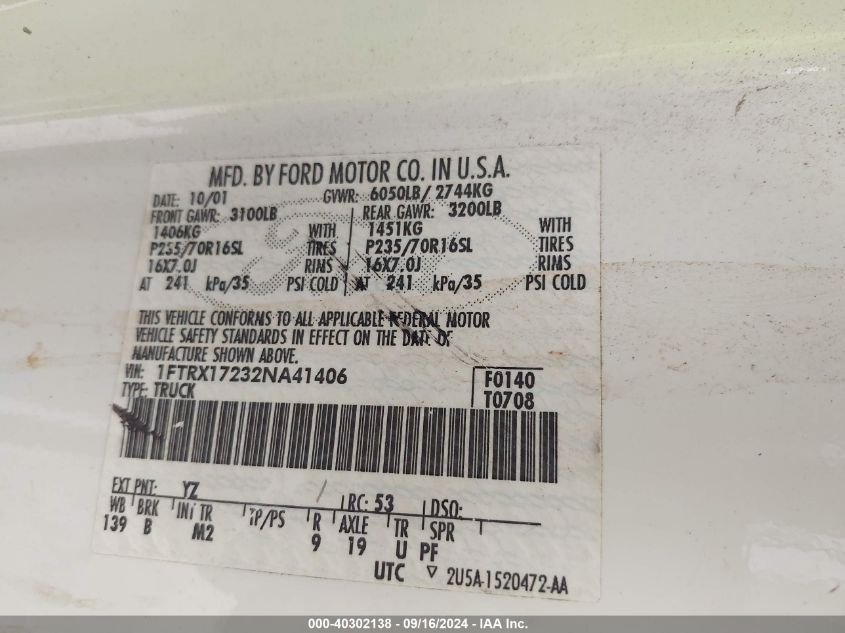 MFD. BY FORD MOTOR CO. IN U.S.A.
DATE: 10/01 GVWR: 6050LB/ 2744KG
FRONT GAWR: 3100LB REAR GAWR: 3200LB
1406KG WITH 1451KG WITH
P235/70R16SL TIRES P235/70R16SL TIRES
16X7.0J RIMS 16X7.0J RIMS
AT 241 kPa/35 PSI COLD AT 241 kPa/35 PSI COLD
THIS VEHICLE CONFORMS TO ALL APPLICABLE FEDERAL MOTOR
VEHICLE SAFETY STANDARDS IN EFFECT ON THE DATE OF
MANUFACTURE SHOWN ABOVE.
VIN: 1FTRX17232NA41406 F0140
TYPE: TRUCK T0708
EXT PNT: YZ RC: 53 DSO:
WB BRK INT TR TP/PS R AXLE TR SPR
139 B M2 9 19 U PF
UTC ▽ 2U5A-1520472-AA
000-40302138 - 09/16/2024 - IAA Inc.